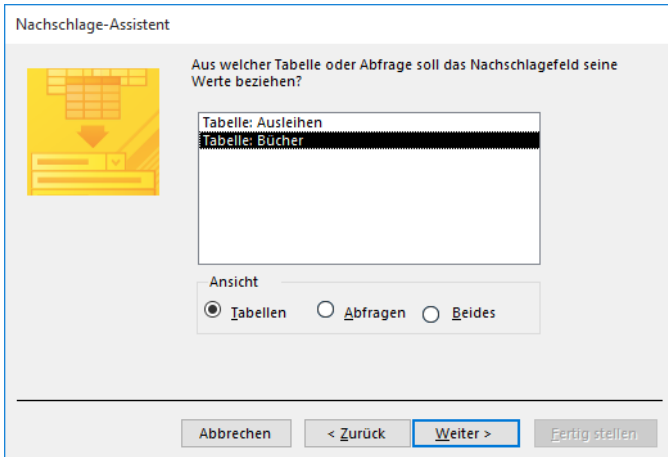 Nachschlage-Assistent
Aus welcher Tabelle oder Abfrage soll das Nachschlagefeld seine
Werte beziehen?
Tabelle: Ausleihen
Tabelle: Bücher
Ansicht
Tabellen Abfragen Beides
Abbrechen < Zurück Weiter > Fertig stellen